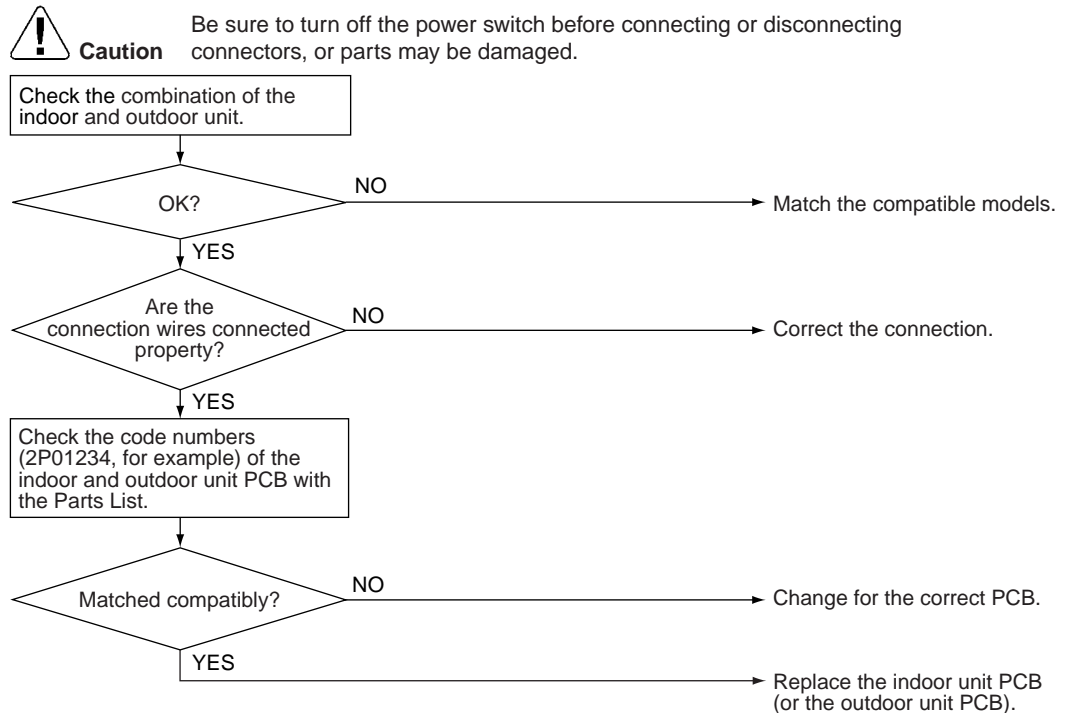 Be sure to turn off the power switch before connecting or disconnecting
Caution connectors, or parts may be damaged.
Check the combination of the
indoor and outdoor unit.
OK?
NO
Match the compatible models.
YES
Are the
connection wires connected
property?
NO
Correct the connection.
YES
Check the code numbers
(2P01234, for example) of the
indoor and outdoor unit PCB with
the Parts List.
Matched compatibly?
NO
Change for the correct PCB.
YES
Replace the indoor unit PCB
(or the outdoor unit PCB).